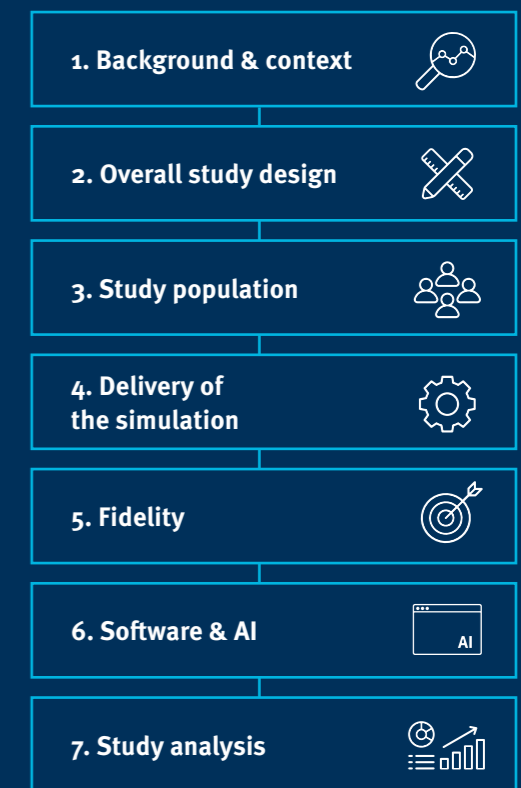 1. Background & context
2. Overall study design
3. Study population
4. Delivery of
the simulation
5. Fidelity
6. Software & AI
AI
7. Study analysis